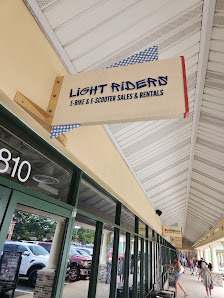 LIGHT RIDERS
E-BIKE & E-SCOOTER SALES & RENTALS
810